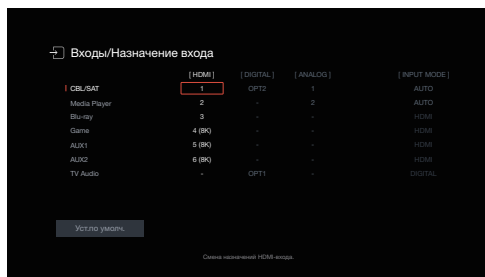 Входы/Назначение входа
[ HDMI ] [ DIGITAL ] [ ANALOG ] [ INPUT MODE ]
CBL/SAT 1 OPT2 1 AUTO
Media Player 2 - 2 AUTO
Blu-ray 3 - - HDMI
Game 4 (8K) - - HDMI
AUX1 5 (8K) - - HDMI
AUX2 6 (8K) - - HDMI
TV Audio - OPT1 - DIGITAL
Уст.по умолч.
Смена назначений HDMI-входа.